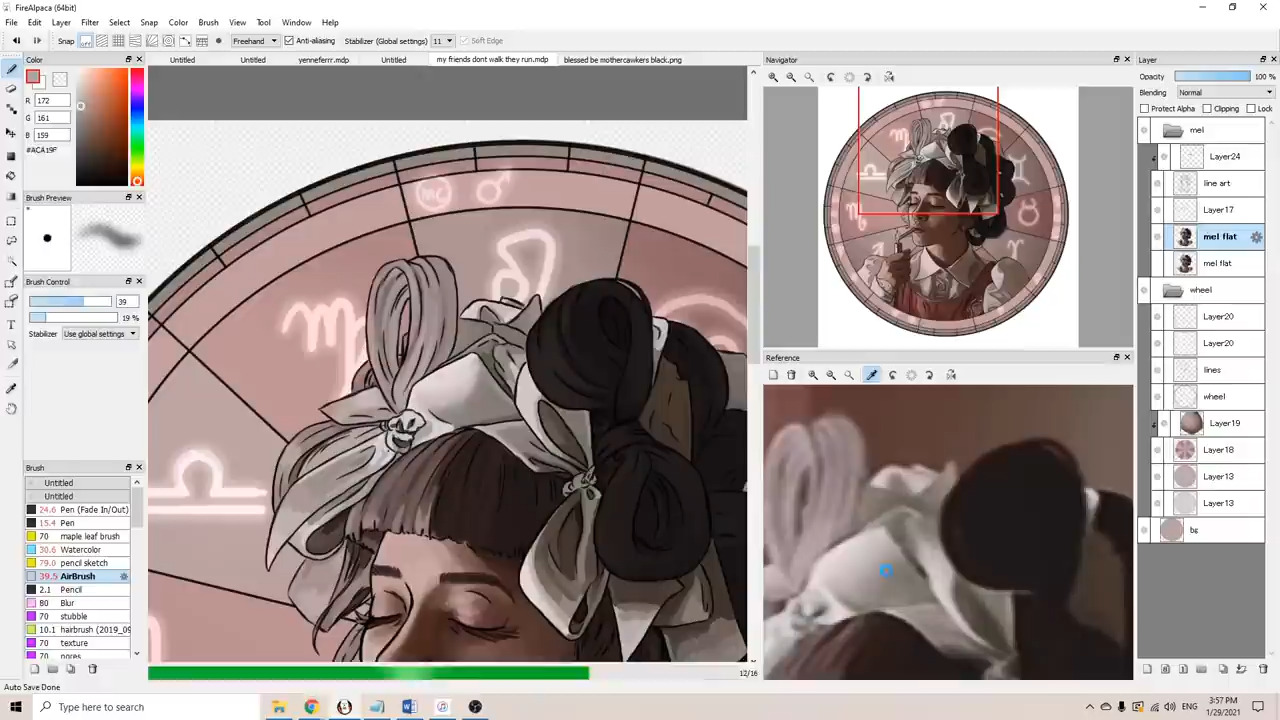 FireAlpaca (64bit)
File Edit Layer Filter Select Snap Color Brush View Tool Window Help
Snap off Freehand Anti-aliasing Stabilizer (Global settings) 11 Soft Edge
Color
Untitled Untitled yenneferrr.mdp Untitled my friends dont walk they run.mdp blessed be mothercawkers black.png
R 172
G 161
B 159
#ACA19F
Brush Preview
Brush Control
39
19 %
Stabilizer Use global settings
Brush
Untitled
Untitled
24.6 Pen (Fade In/Out)
15.4 Pen
70 maple leaf brush
30.6 Watercolor
79.0 pencil sketch
39.5 AirBrush
2.1 Pencil
80 Blur
70 stubble
10.1 hairbrush (2019_09
70 texture
70 pores
Auto Save Done
MC
12/16
Navigator
Reference
Layer
Opacity 100 %
Blending Normal
Protect Alpha Clipping Lock
mel
Layer24
line art
Layer17
mel flat
mel flat
wheel
Layer20
Layer20
lines
wheel
Layer19
Layer18
Layer13
Layer13
bg
Type here to search
ENG
3:57 PM
1/29/2021